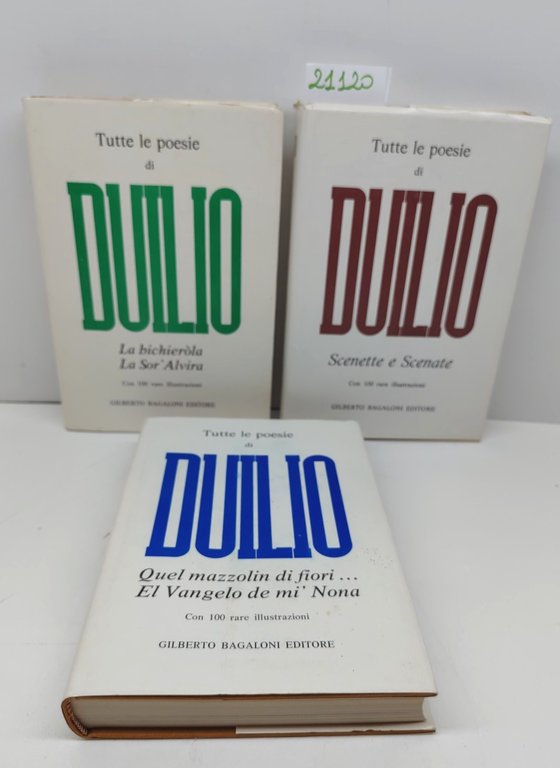 21120
Tutte le poesie
di
DUILIO
La bichieròla
La Sor'Alvira
Con 100 rare illustrazioni
GILBERTO BAGALONI EDITORE
Tutte le poesie
di
DUILIO
Scenette e Scenate
Con 100 rare illustrazioni
GILBERTO BAGALONI EDITORE
Tutte le poesie
di
DUILIO
Quel mazzolin di fiori...
El Vangelo de mi' Nona
Con 100 rare illustrazioni
GILBERTO BAGALONI EDITORE